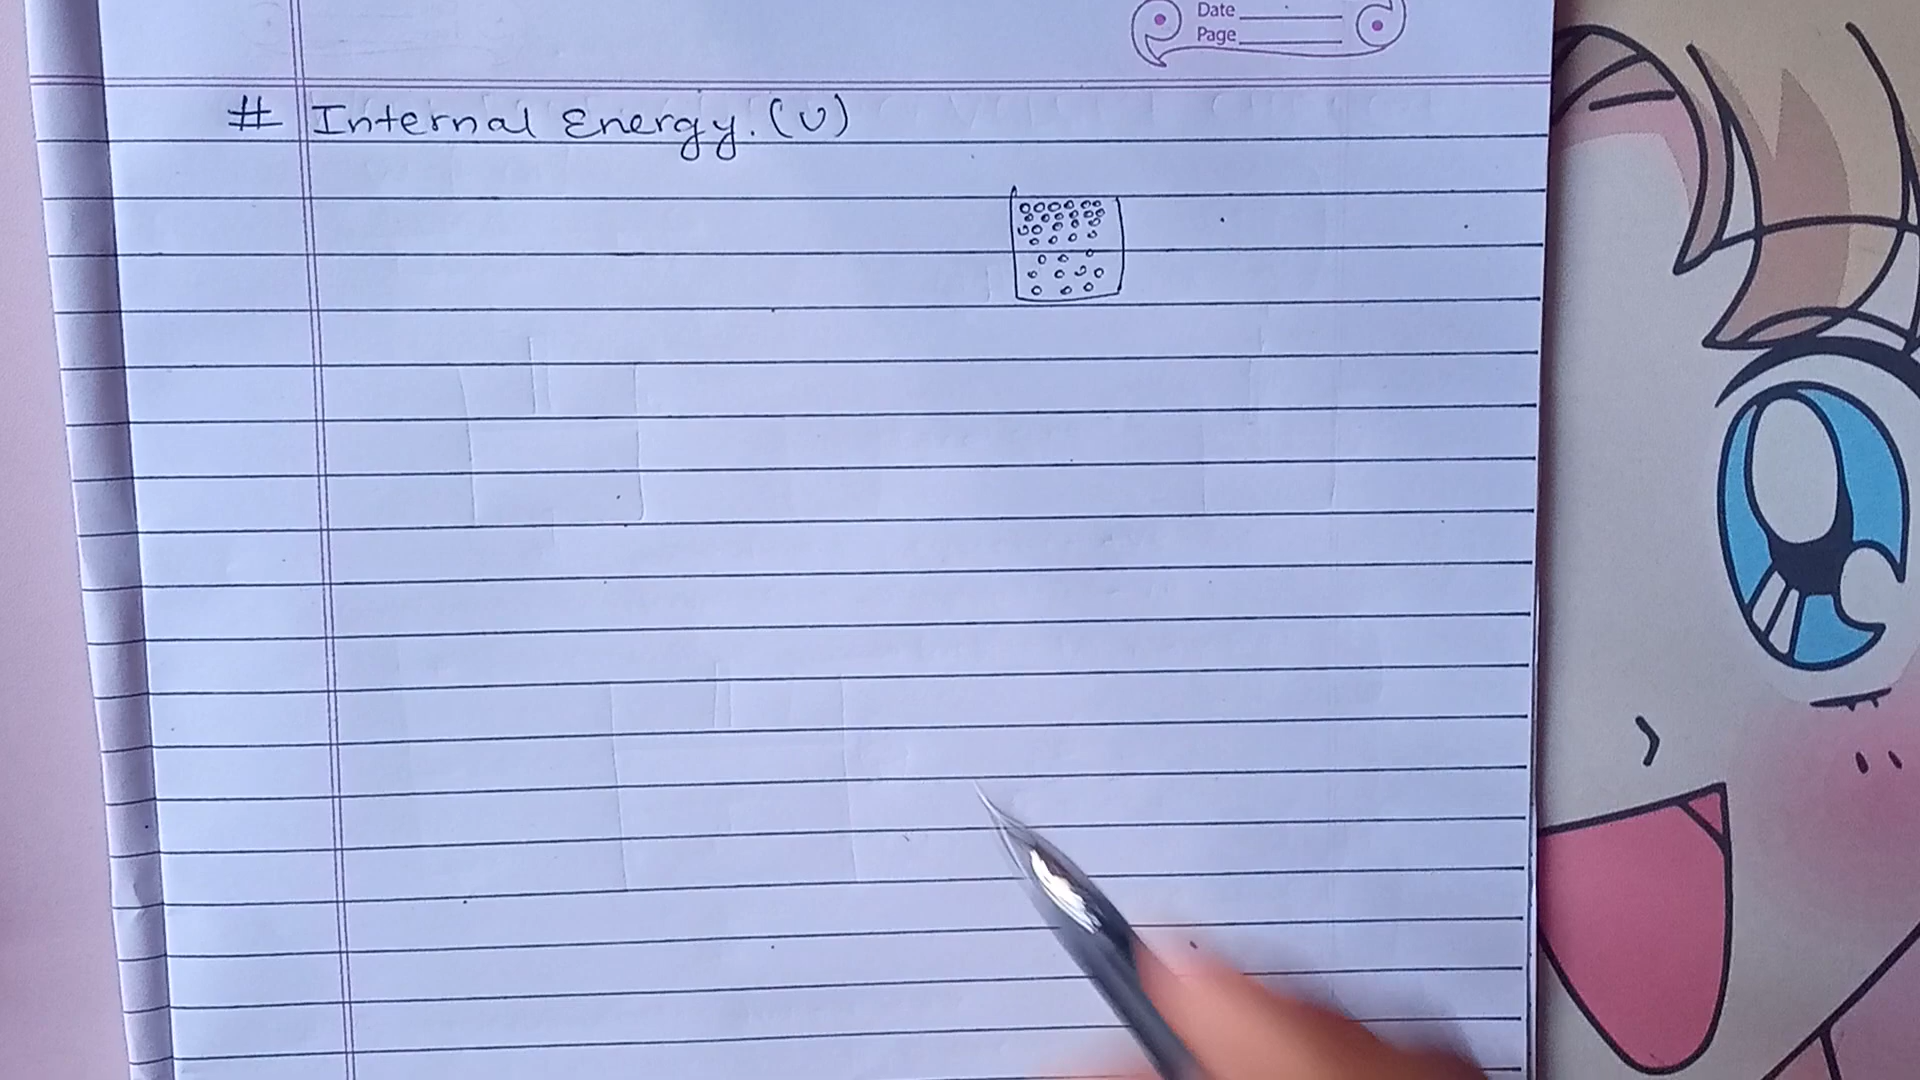 Date
Page
# Internal Energy. (U)